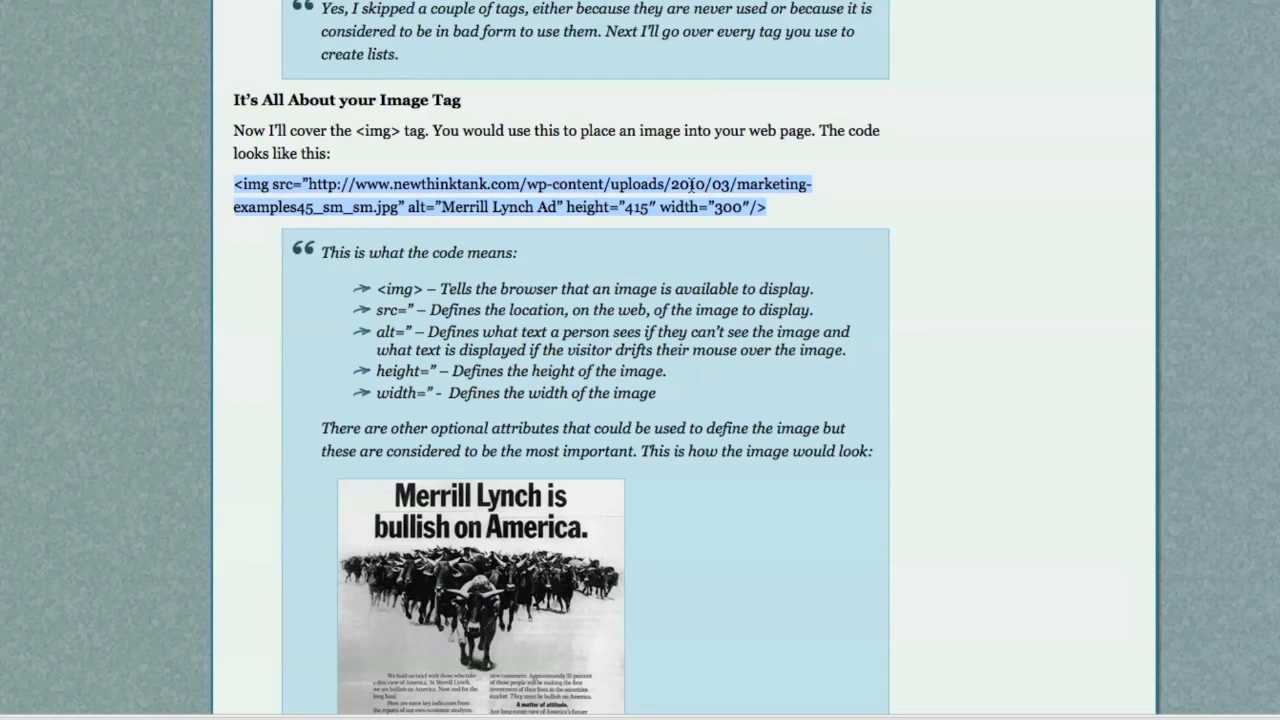 Yes, I skipped a couple of tags, either because they are never used or because it is
considered to be in bad form to use them. Next I’ll go over every tag you use to
create lists.
It’s All About your Image Tag
Now I’ll cover the <img> tag. You would use this to place an image into your web page. The code
looks like this:
<img src=”http://www.newthinktank.com/wp-content/uploads/2010/03/marketing-
examples45_sm_sm.jpg” alt=”Merrill Lynch Ad” height=”415″ width=”300″/>
“ This is what the code means:
<img> – Tells the browser that an image is available to display.
src=” – Defines the location, on the web, of the image to display.
alt=” – Defines what text a person sees if they can’t see the image and
what text is displayed if the visitor drifts their mouse over the image.
height=” – Defines the height of the image.
width=” - Defines the width of the image
There are other optional attributes that could be used to define the image but
these are considered to be the most important. This is how the image would look:
Merrill Lynch is
bullish on America.
A matter of attitude.